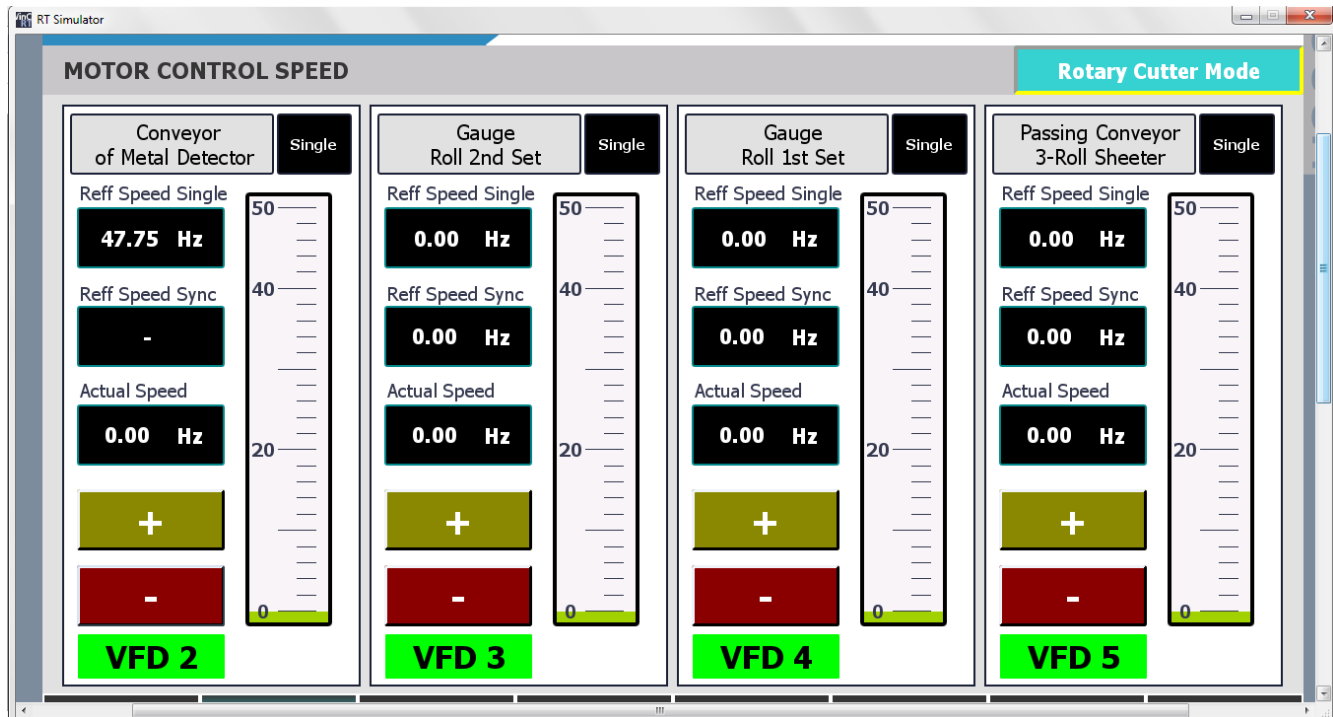 RT Simulator
MOTOR CONTROL SPEED
Rotary Cutter Mode
Conveyor
of Metal Detector
Single
Reff Speed Single
47.75 Hz
Reff Speed Sync
-
Actual Speed
0.00 Hz
+
-
VFD 2
50
40
20
0
Gauge
Roll 2nd Set
Single
Reff Speed Single
0.00 Hz
Reff Speed Sync
0.00 Hz
Actual Speed
0.00 Hz
+
-
VFD 3
50
40
20
0
Gauge
Roll 1st Set
Single
Reff Speed Single
0.00 Hz
Reff Speed Sync
0.00 Hz
Actual Speed
0.00 Hz
+
-
VFD 4
50
40
20
0
Passing Conveyor
3-Roll Sheeter
Single
Reff Speed Single
0.00 Hz
Reff Speed Sync
0.00 Hz
Actual Speed
0.00 Hz
+
-
VFD 5
50
40
20
0